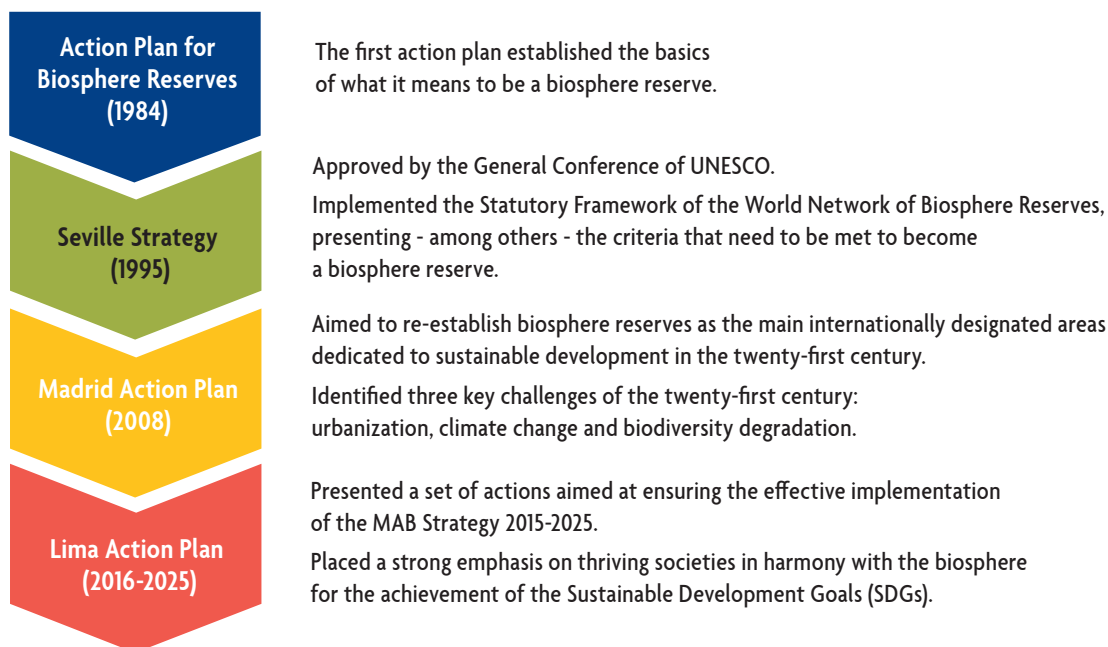 Action Plan for
Biosphere Reserves
(1984)
The first action plan established the basics
of what it means to be a biosphere reserve.
Seville Strategy
(1995)
Approved by the General Conference of UNESCO.
Implemented the Statutory Framework of the World Network of Biosphere Reserves,
presenting - among others - the criteria that need to be met to become
a biosphere reserve.
Madrid Action Plan
(2008)
Aimed to re-establish biosphere reserves as the main internationally designated areas
dedicated to sustainable development in the twenty-first century.
Identified three key challenges of the twenty-first century:
urbanization, climate change and biodiversity degradation.
Lima Action Plan
(2016-2025)
Presented a set of actions aimed at ensuring the effective implementation
of the MAB Strategy 2015-2025.
Placed a strong emphasis on thriving societies in harmony with the biosphere
for the achievement of the Sustainable Development Goals (SDGs).